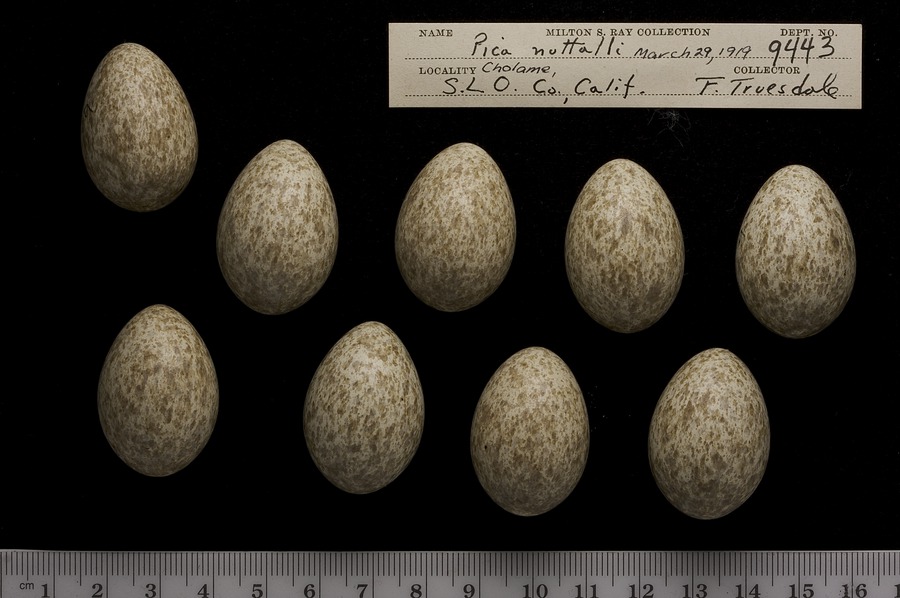 NAME MILTON S. RAY COLLECTION DEPT. NO.
Pica nuttalli March 29, 1919 9443
LOCALITY Cholame, COLLECTOR
S.L O. Co., Calif. F. Truesdale
cm 1 2 3 4 5 6 7 8 9 10 11 12 13 14 15 16 1